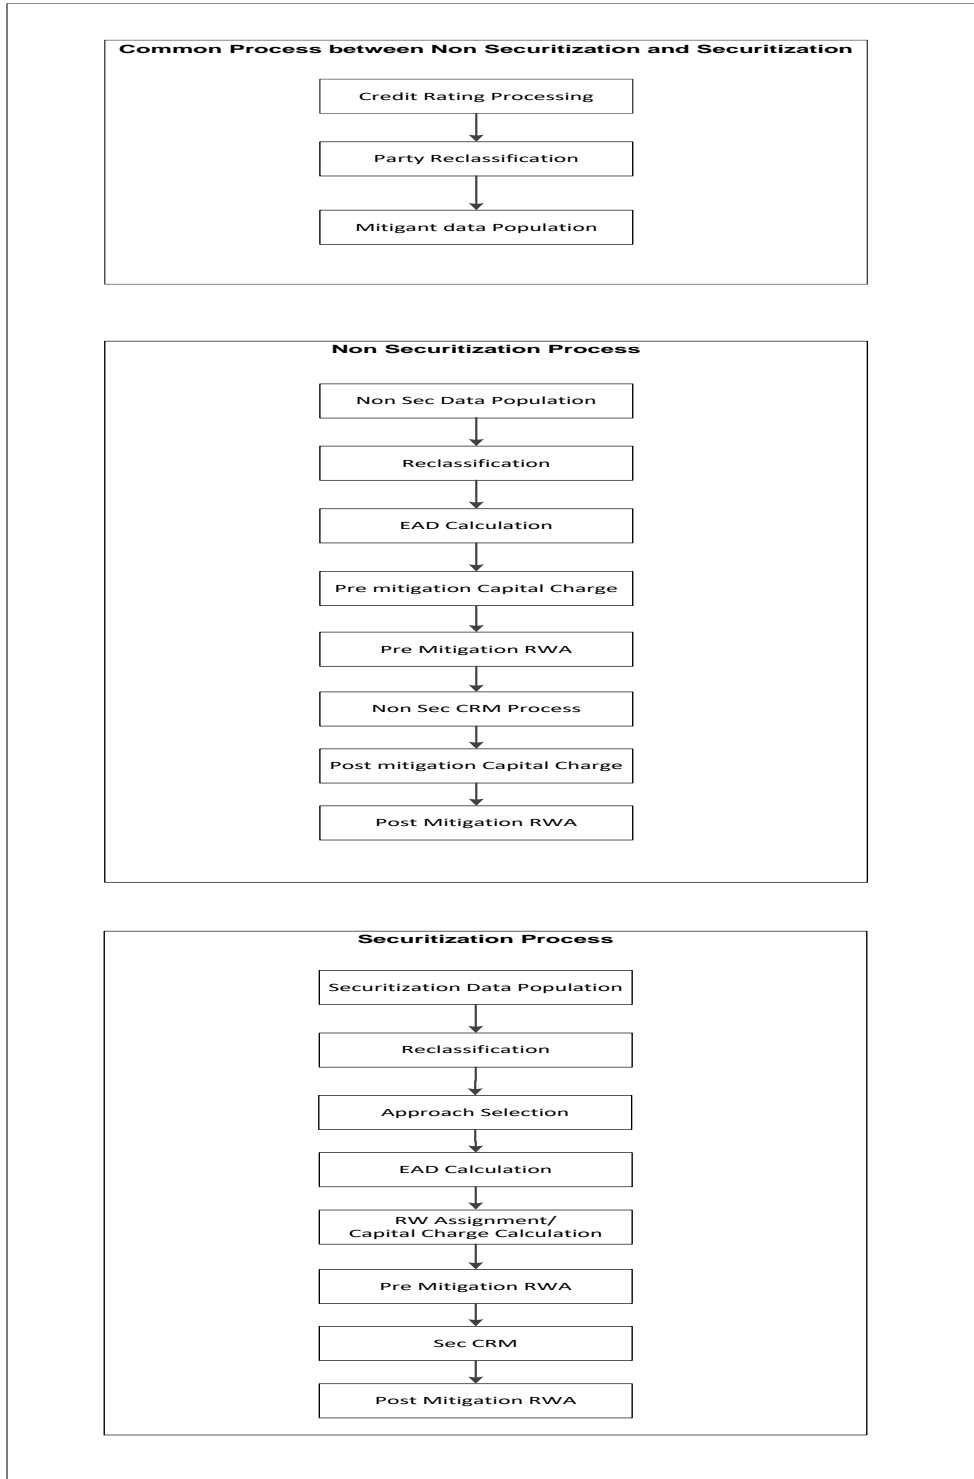 Common Process between Non Securitization and Securitization
Credit Rating Processing
Party Reclassification
Mitigant data Population
Non Securitization Process
Non Sec Data Population
Reclassification
EAD Calculation
Pre mitigation Capital Charge
Pre Mitigation RWA
Non Sec CRM Process
Post mitigation Capital Charge
Post Mitigation RWA
Securitization Process
Securitization Data Population
Reclassification
Approach Selection
EAD Calculation
RW Assignment/
Capital Charge Calculation
Pre Mitigation RWA
Sec CRM
Post Mitigation RWA